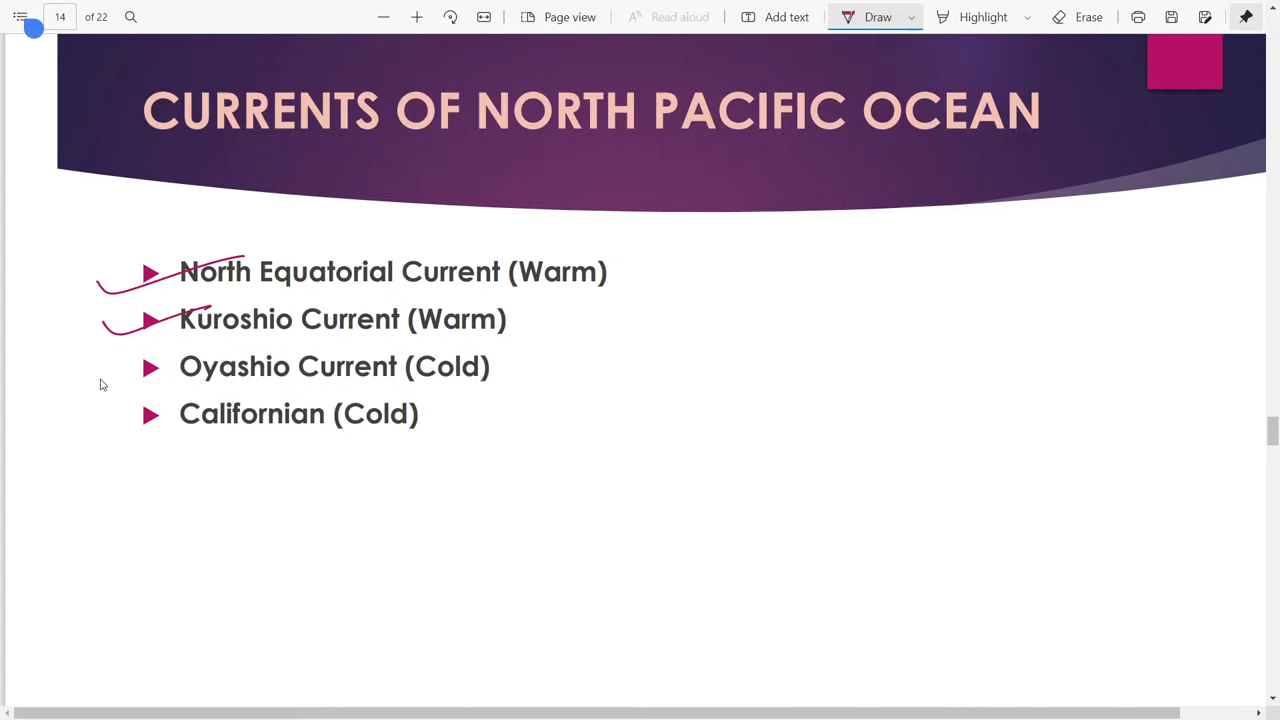 14 of 22 Page view Read aloud Add text Draw Highlight Erase
CURRENTS OF NORTH PACIFIC OCEAN
North Equatorial Current (Warm)
Kuroshio Current (Warm)
Oyashio Current (Cold)
Californian (Cold)